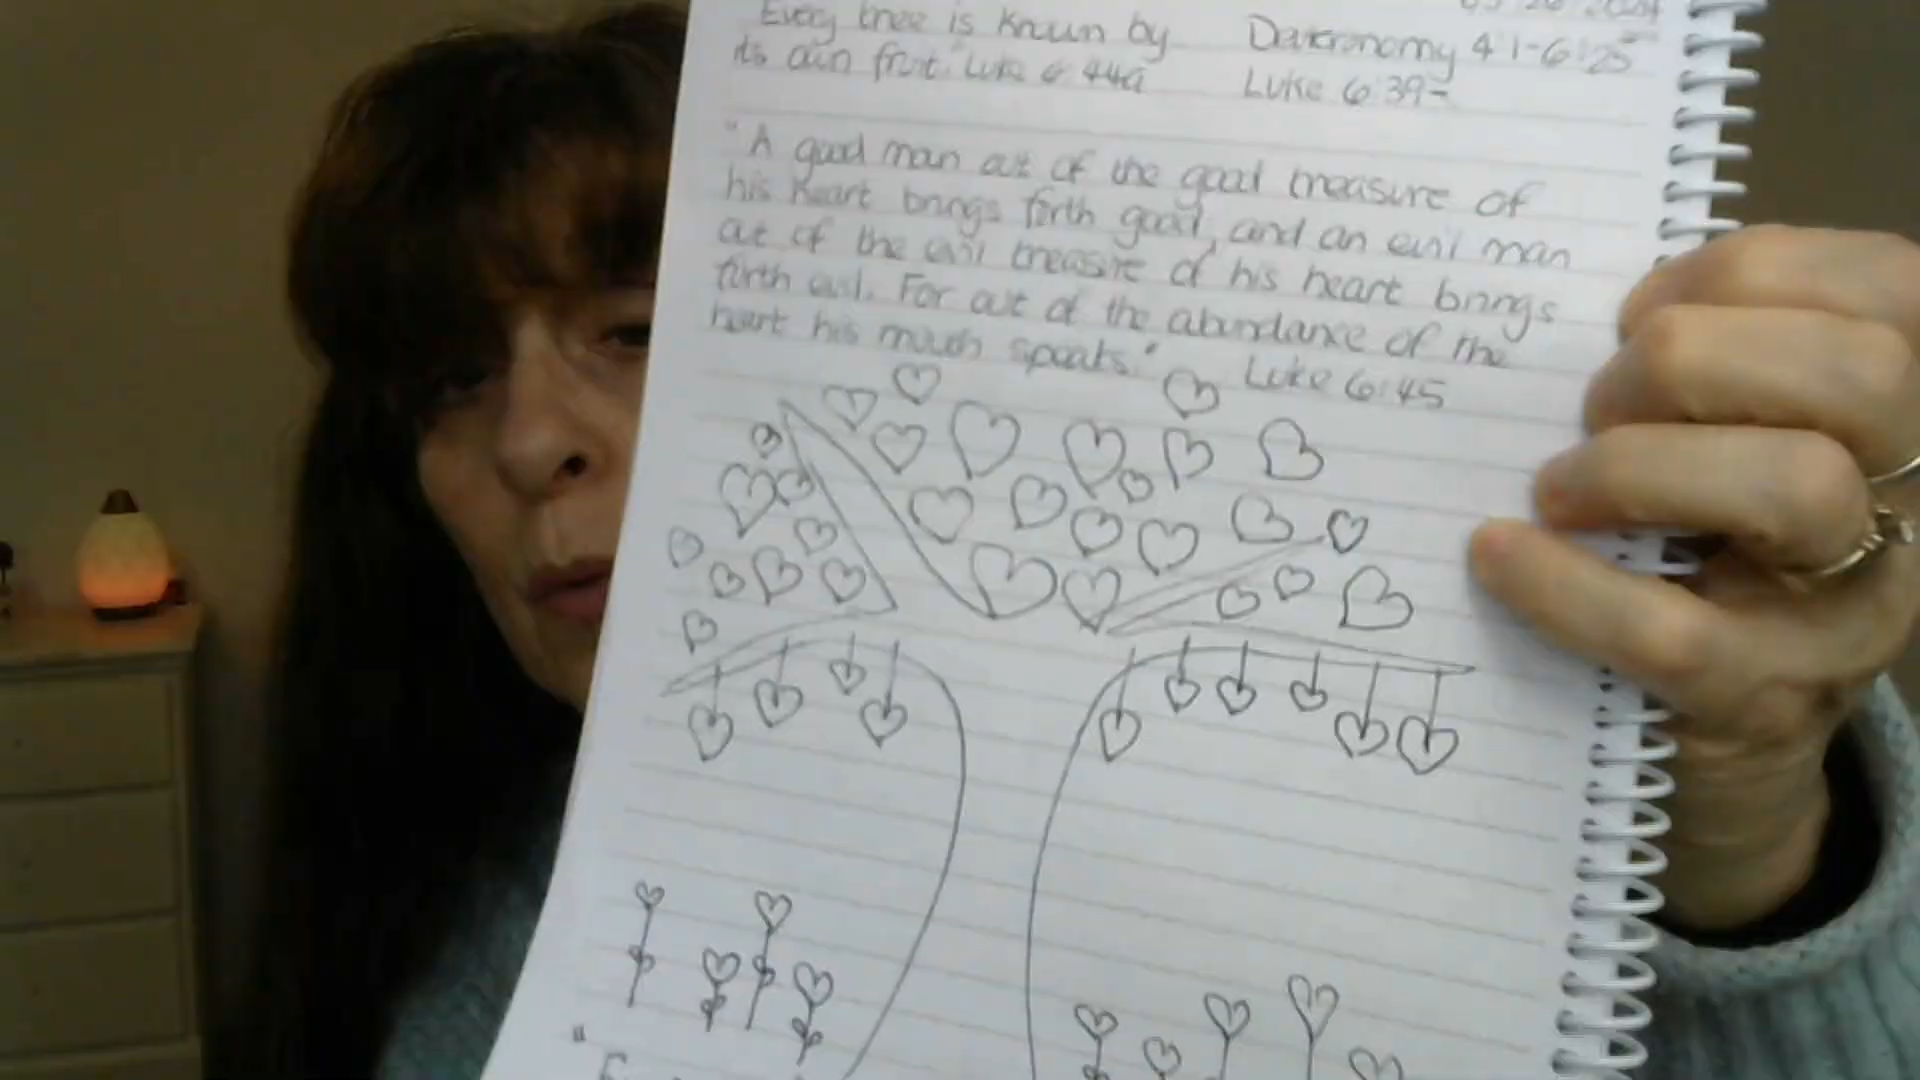 "Every tree is known by
its own fruit." Luke 6:44a
Deuteronomy 4:1-6:25
Luke 6:39-
"A good man out of the good treasure of
his heart brings forth good, and an evil man
out of the evil treasure of his heart brings
forth evil. For out of the abundance of the
heart his mouth speaks." Luke 6:45
"